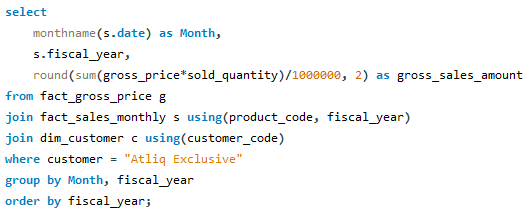 select
monthname(s.date) as Month,
s.fiscal_year,
round(sum(gross_price*sold_quantity)/1000000, 2) as gross_sales_amount
from fact_gross_price g
join fact_sales_monthly s using(product_code, fiscal_year)
join dim_customer c using(customer_code)
where customer = "Atliq Exclusive"
group by Month, fiscal_year
order by fiscal_year;